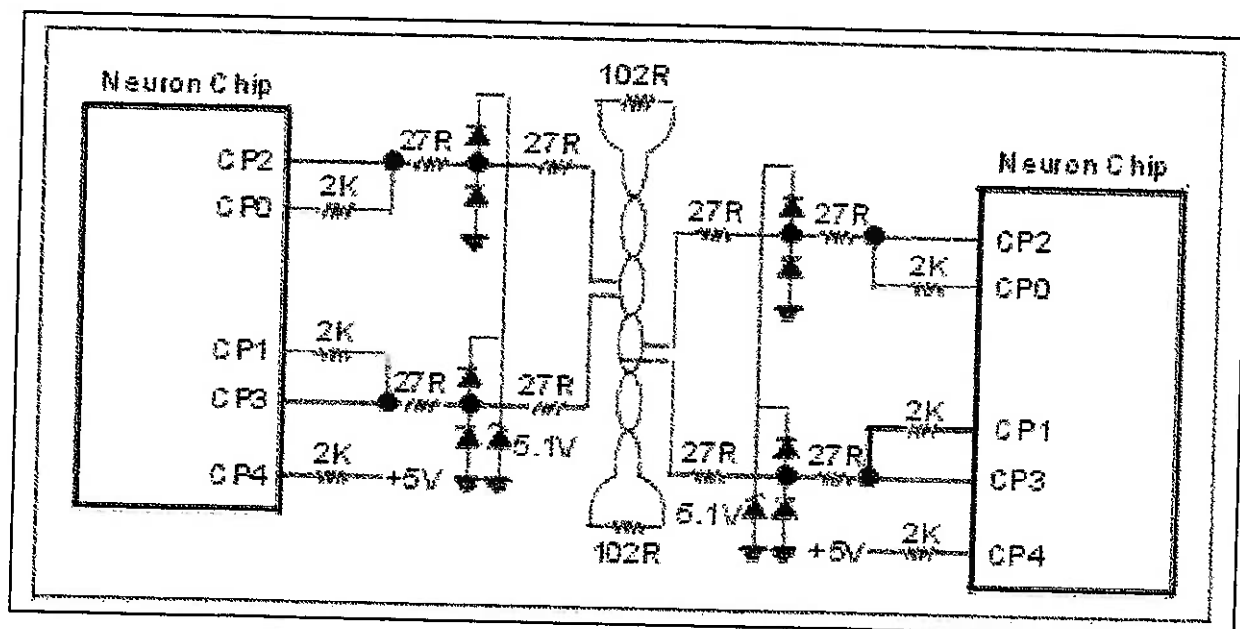 Neuron Chip
102R
27R
27R
CP2
2K
CP0
2K
CP1
27R
27R
CP3
5.1V
2K
CP4
+5V
102R
Neuron Chip
27R
27R
CP2
2K
CP0
2K
CP1
27R
27R
CP3
5.1V
2K
+5V
CP4